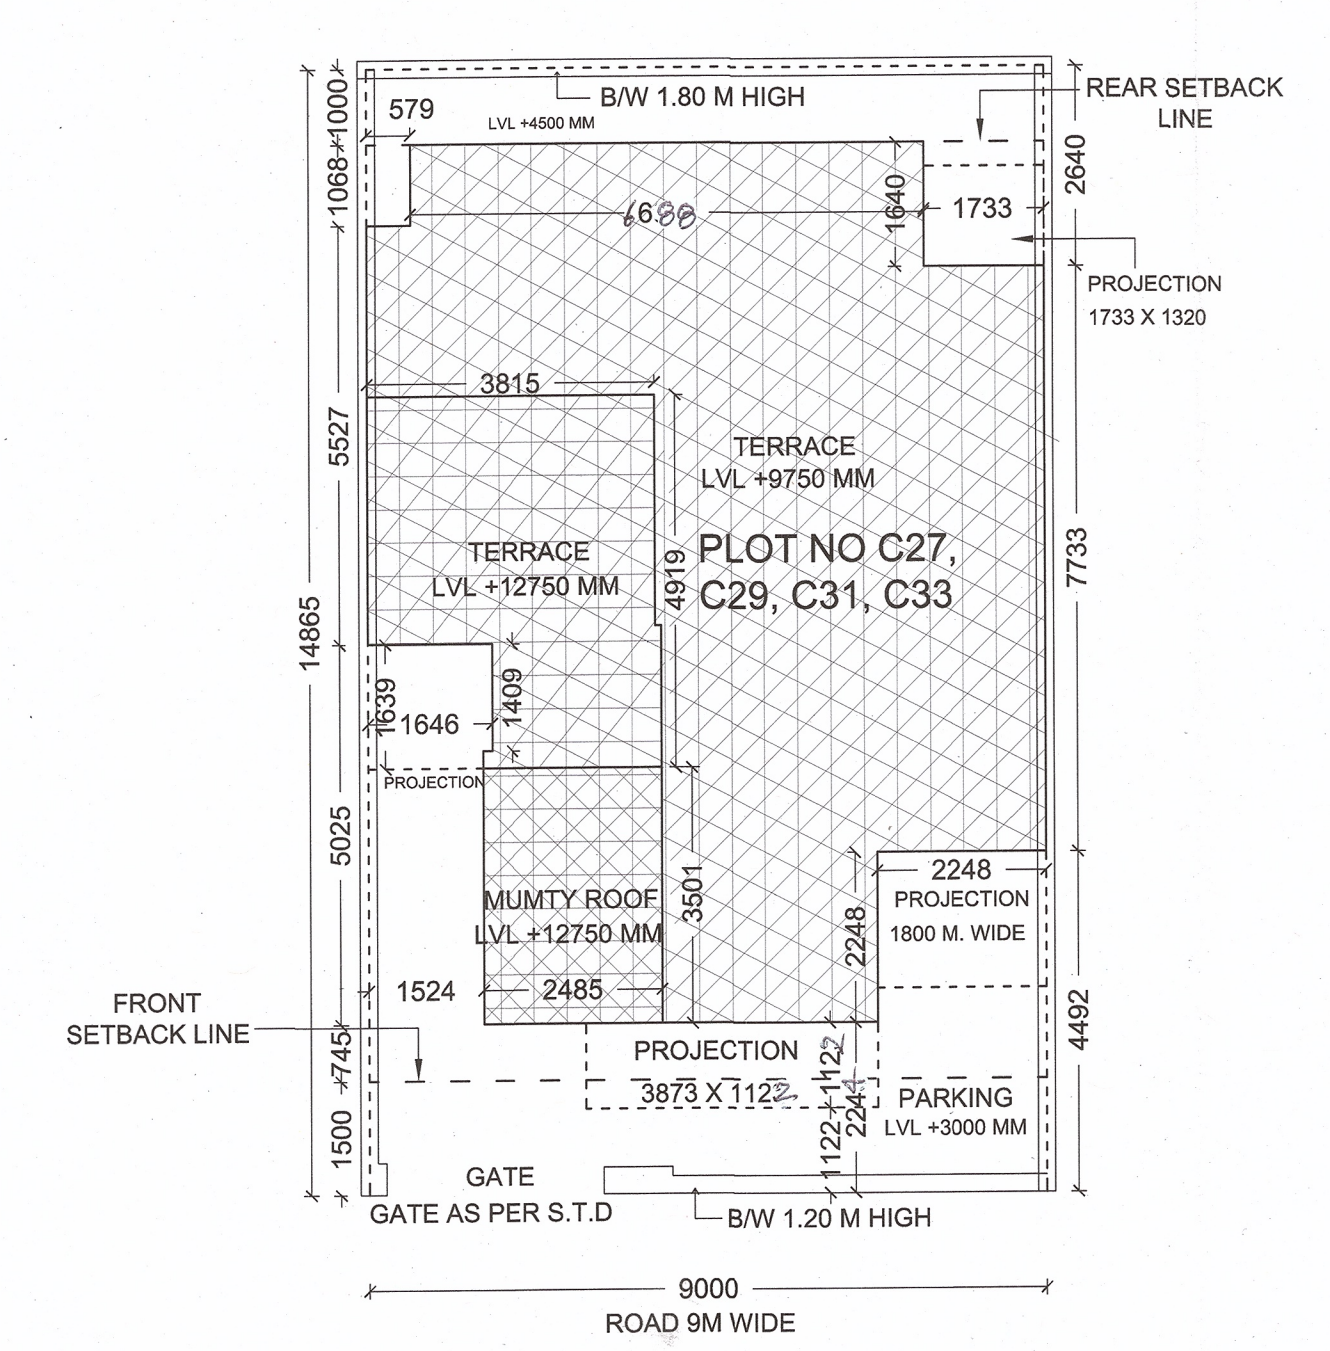 B/W 1.80 M HIGH
REAR SETBACK
LINE
1000
579
LVL +4500 MM
1068
2640
6688
1640
1733
PROJECTION
1733 X 1320
3815
5527
TERRACE
LVL +9750 MM
TERRACE
LVL +12750 MM
4919
PLOT NO C27,
C29, C31, C33
7733
14865
1639
1646
1409
PROJECTION
5025
3501
2248
PROJECTION
1800 M. WIDE
2248
MUMTY ROOF
LVL +12750 MM
1524
2485
FRONT
SETBACK LINE
745
PROJECTION
3873 X 1122
1122
2244
4492
PARKING
LVL +3000 MM
1500
1122
GATE
GATE AS PER S.T.D
B/W 1.20 M HIGH
9000
ROAD 9M WIDE